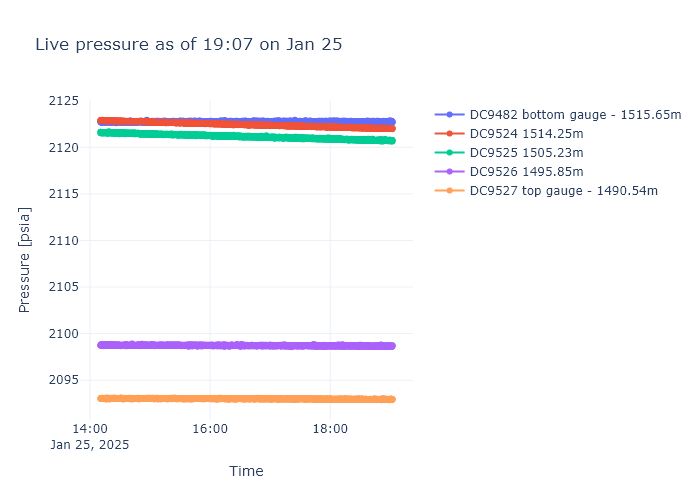 Live pressure as of 19:07 on Jan 25
2125
2120
2115
2110
2105
2100
2095
Pressure [psia]
14:00
Jan 25, 2025
16:00
18:00
Time
DC9482 bottom gauge - 1515.65m
DC9524 1514.25m
DC9525 1505.23m
DC9526 1495.85m
DC9527 top gauge - 1490.54m